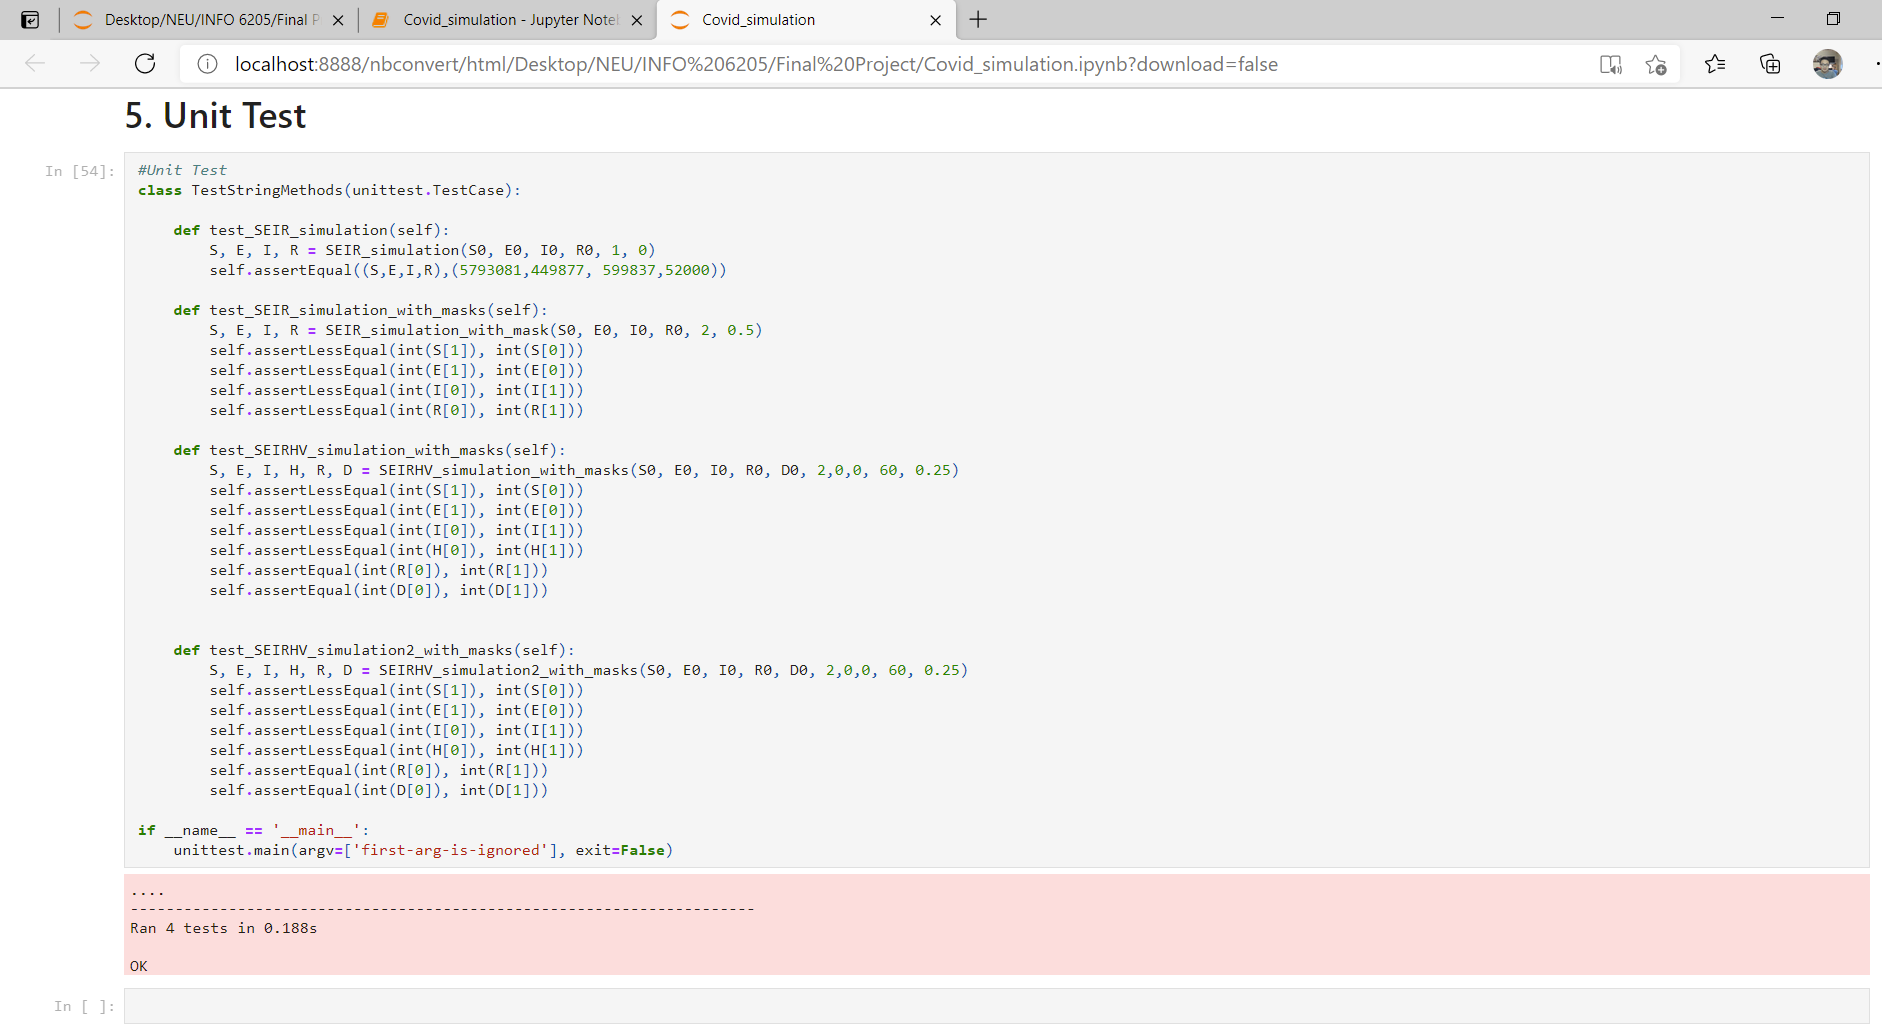 Desktop/NEU/INFO 6205/Final P
Covid_simulation - Jupyter Note
Covid_simulation
localhost:8888/nbconvert/html/Desktop/NEU/INFO%206205/Final%20Project/Covid_simulation.ipynb?download=false
5. Unit Test
In [54]:
#Unit Test
class TestStringMethods(unittest.TestCase):
    def test_SEIR_simulation(self):
        S, E, I, R = SEIR_simulation(S0, E0, I0, R0, 1, 0)
        self.assertEqual((S,E,I,R),(5793081,449877, 599837,52000))
    def test_SEIR_simulation_with_masks(self):
        S, E, I, R = SEIR_simulation_with_mask(S0, E0, I0, R0, 2, 0.5)
        self.assertLessEqual(int(S[1]), int(S[0]))
        self.assertLessEqual(int(E[1]), int(E[0]))
        self.assertLessEqual(int(I[0]), int(I[1]))
        self.assertLessEqual(int(R[0]), int(R[1]))
    def test_SEIRHV_simulation_with_masks(self):
        S, E, I, H, R, D = SEIRHV_simulation_with_masks(S0, E0, I0, R0, D0, 2,0,0, 60, 0.25)
        self.assertLessEqual(int(S[1]), int(S[0]))
        self.assertLessEqual(int(E[1]), int(E[0]))
        self.assertLessEqual(int(I[0]), int(I[1]))
        self.assertLessEqual(int(H[0]), int(H[1]))
        self.assertEqual(int(R[0]), int(R[1]))
        self.assertEqual(int(D[0]), int(D[1]))
    def test_SEIRHV_simulation2_with_masks(self):
        S, E, I, H, R, D = SEIRHV_simulation2_with_masks(S0, E0, I0, R0, D0, 2,0,0, 60, 0.25)
        self.assertLessEqual(int(S[1]), int(S[0]))
        self.assertLessEqual(int(E[1]), int(E[0]))
        self.assertLessEqual(int(I[0]), int(I[1]))
        self.assertLessEqual(int(H[0]), int(H[1]))
        self.assertEqual(int(R[0]), int(R[1]))
        self.assertEqual(int(D[0]), int(D[1]))
if __name__ == '__main__':
    unittest.main(argv=['first-arg-is-ignored'], exit=False)
....
----------------------------------------------------------------------
Ran 4 tests in 0.188s
OK
In [ ]: